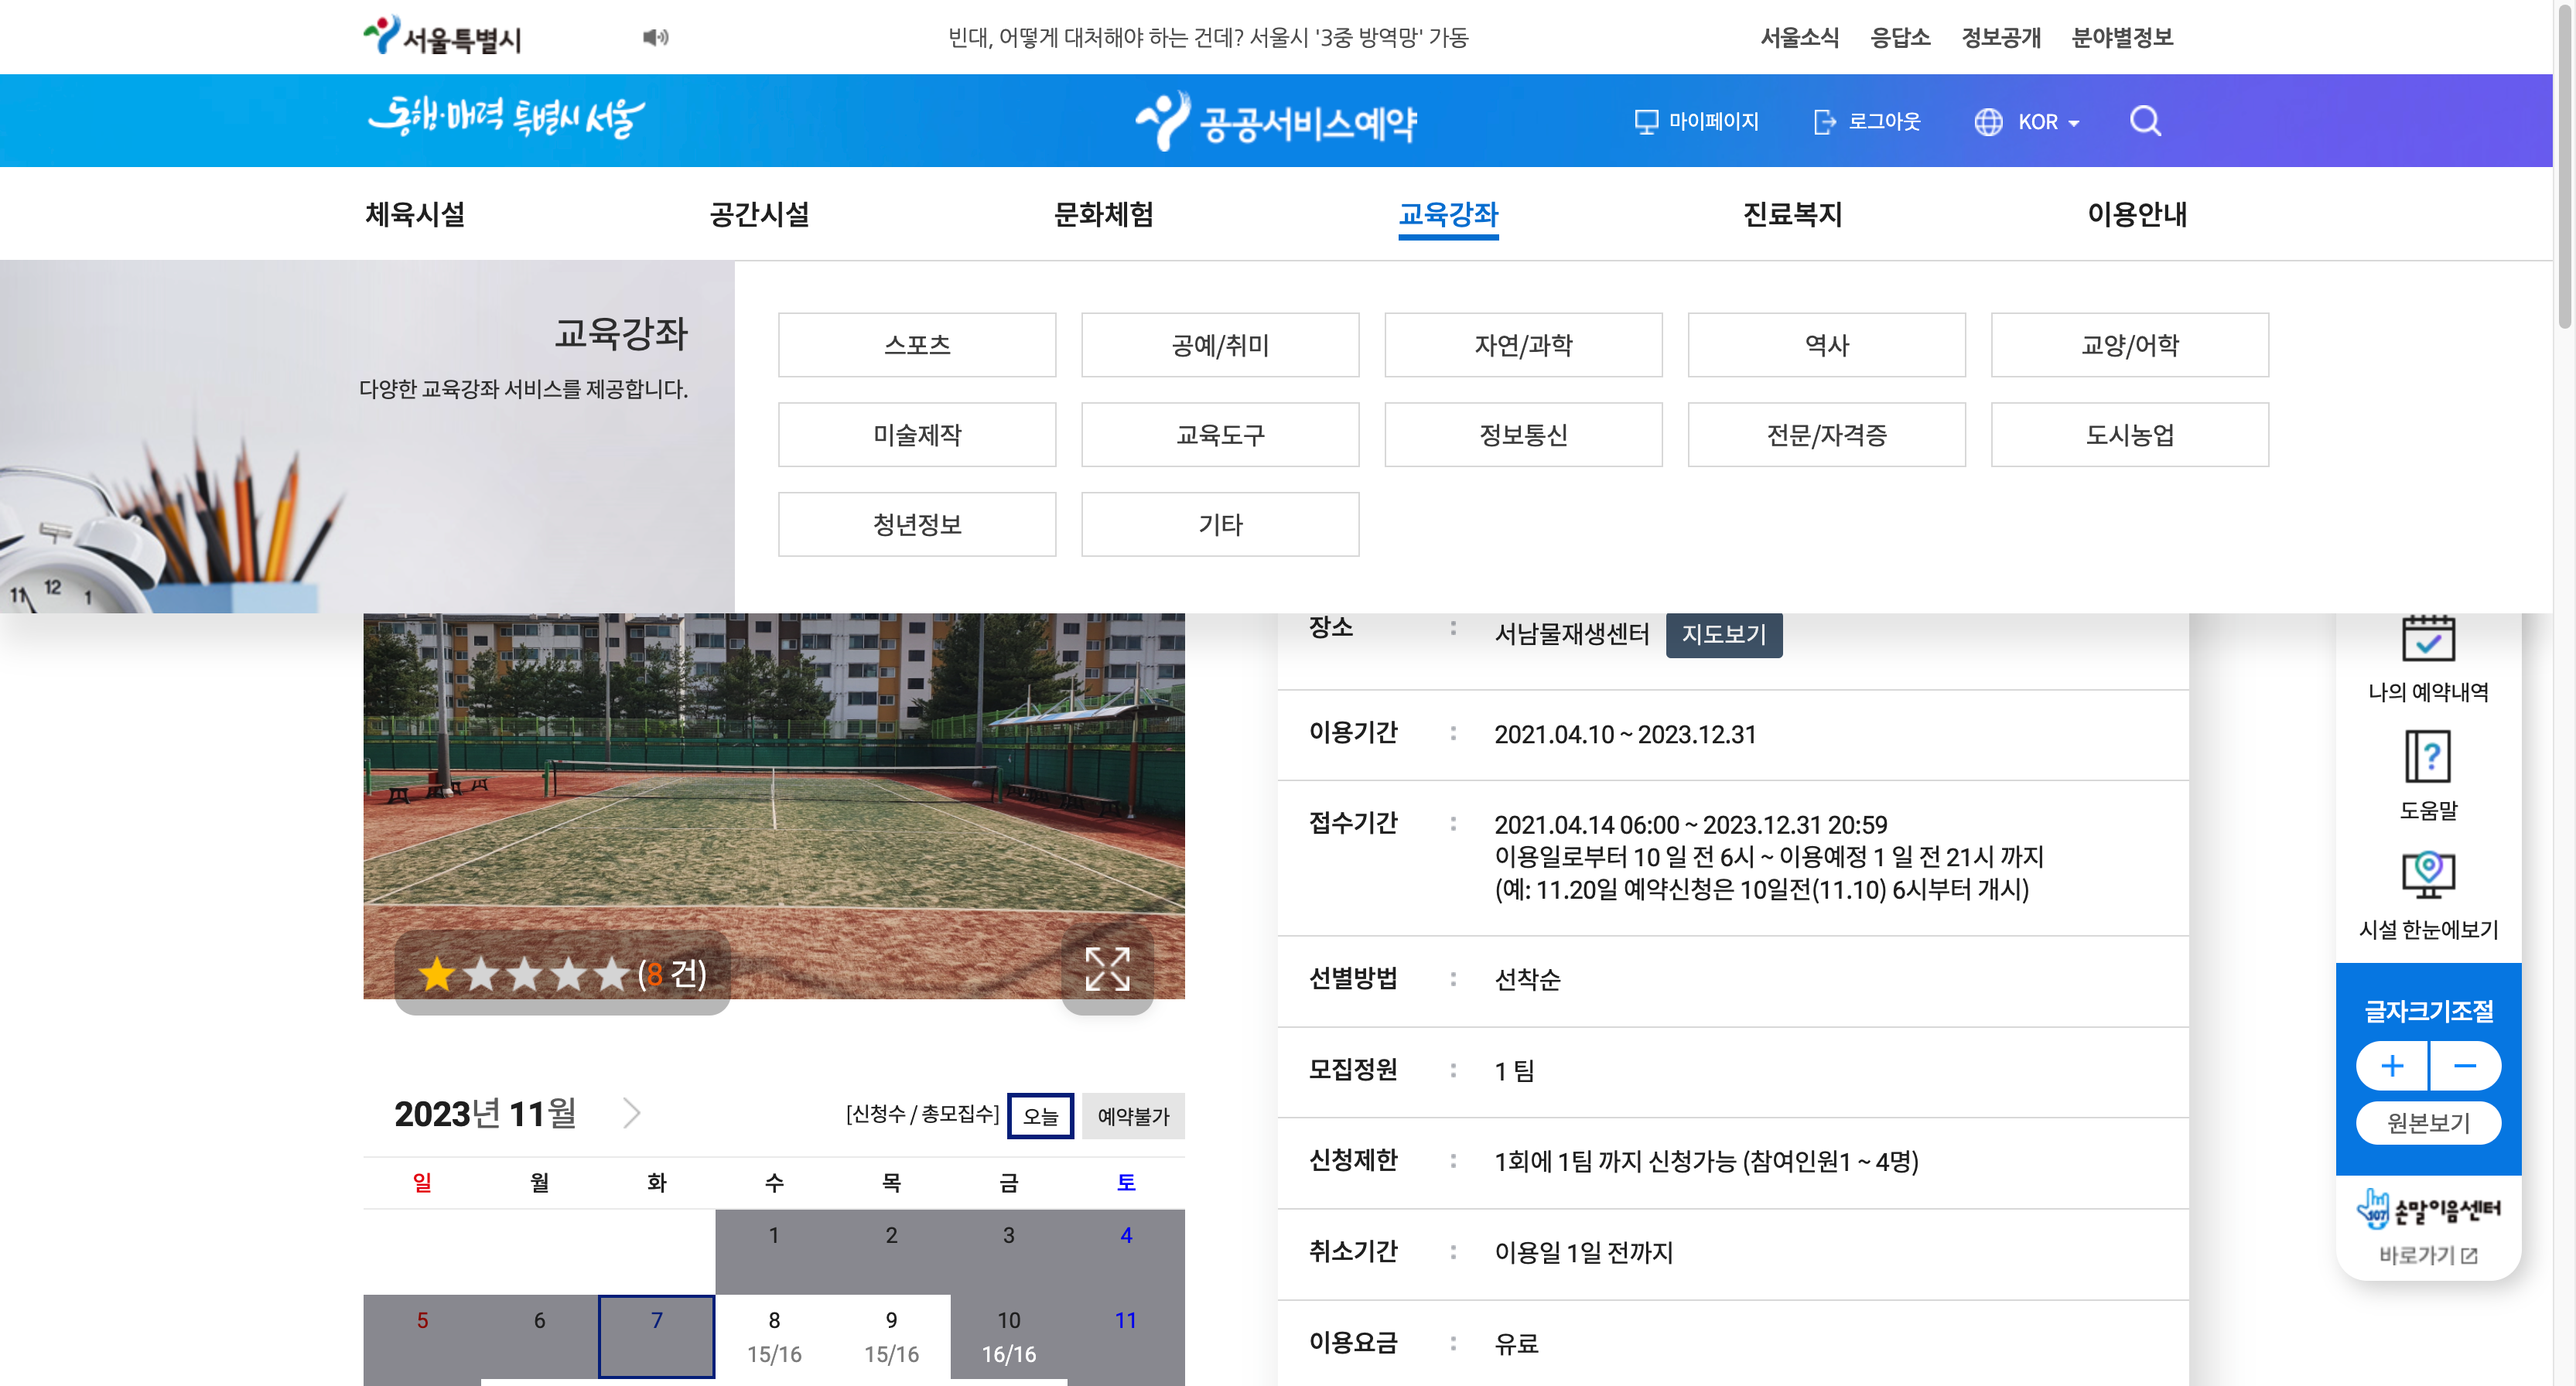 서울특별시
빈대, 어떻게 대처해야 하는 건데? 서울시 '3중 방역망' 가동
서울소식 응답소 정보공개 분야별정보
동행·매력 특별시 서울
공공서비스예약
마이페이지 로그아웃 KOR
체육시설 공간시설 문화체험 교육강좌 진료복지 이용안내
교육강좌
다양한 교육강좌 서비스를 제공합니다.
스포츠 공예/취미 자연/과학 역사 교양/어학
미술제작 교육도구 정보통신 전문/자격증 도시농업
청년정보 기타
11 12 1
(8 건)
2023년 11월
[신청수 / 총모집수] 오늘 예약불가
일 월 화 수 목 금 토
1 2 3 4
5 6 7 8 9 10 11
15/16 15/16 16/16
장소 : 서남물재생센터 지도보기
이용기간 : 2021.04.10 ~ 2023.12.31
접수기간 : 2021.04.14 06:00 ~ 2023.12.31 20:59
이용일로부터 10 일 전 6시 ~ 이용예정 1 일 전 21시 까지
(예: 11.20일 예약신청은 10일전(11.10) 6시부터 개시)
선별방법 : 선착순
모집정원 : 1 팀
신청제한 : 1회에 1팀 까지 신청가능 (참여인원1 ~ 4명)
취소기간 : 이용일 1일 전까지
이용요금 : 유료
나의 예약내역
도움말
시설 한눈에보기
글자크기조절
+ −
원본보기
107 손말이음센터
바로가기